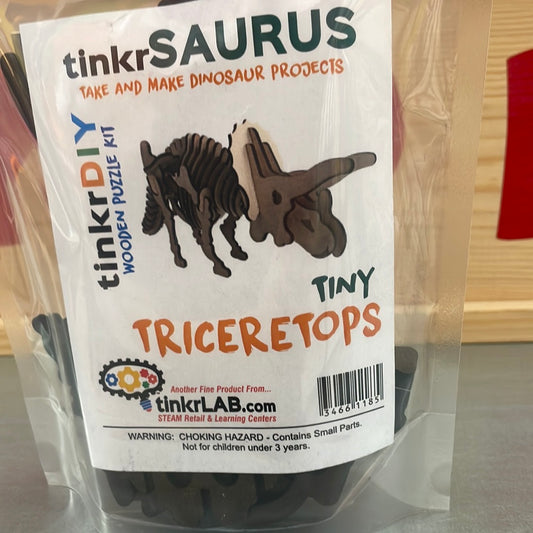 tinkrSAURUS
TAKE AND MAKE DINOSAUR PROJECTS
tinkrDIY
WOODEN PUZZLE KIT
TINY
TRICERETOPS
Another Fine Product From...
tinkrLAB.com
STEAM Retail & Learning Centers
34661185
WARNING: CHOKING HAZARD - Contains Small Parts.
Not for children under 3 years.